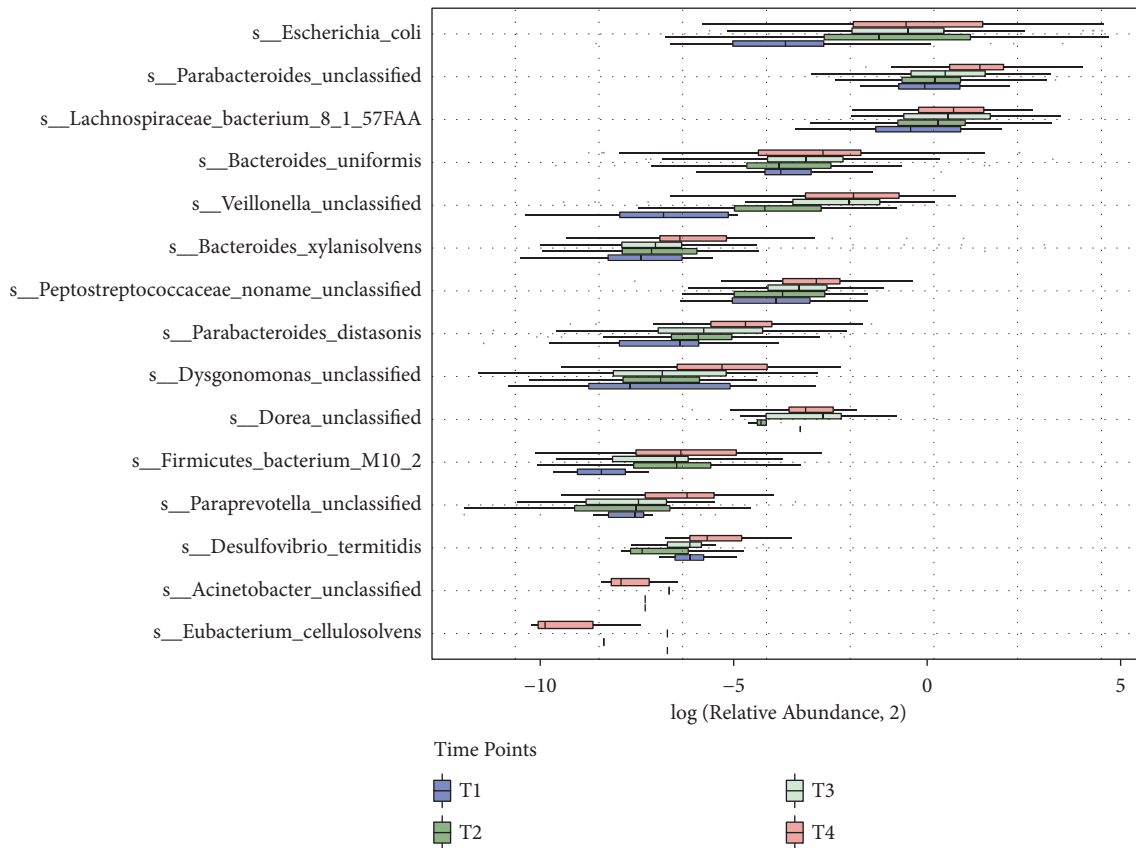 s__Escherichia_coli
s__Parabacteroides_unclassified
s__Lachnospiraceae_bacterium_8_1_57FAA
s__Bacteroides_uniformis
s__Veillonella_unclassified
s__Bacteroides_xylanisolvens
s__Peptostreptococcaceae_noname_unclassified
s__Parabacteroides_distasonis
s__Dysgonomonas_unclassified
s__Dorea_unclassified
s__Firmicutes_bacterium_M10_2
s__Paraprevotella_unclassified
s__Desulfovibrio_termitidis
s__Acinetobacter_unclassified
s__Eubacterium_cellulosolvens
−10 −5 0 5
log (Relative Abundance, 2)
Time Points
T1 T3
T2 T4